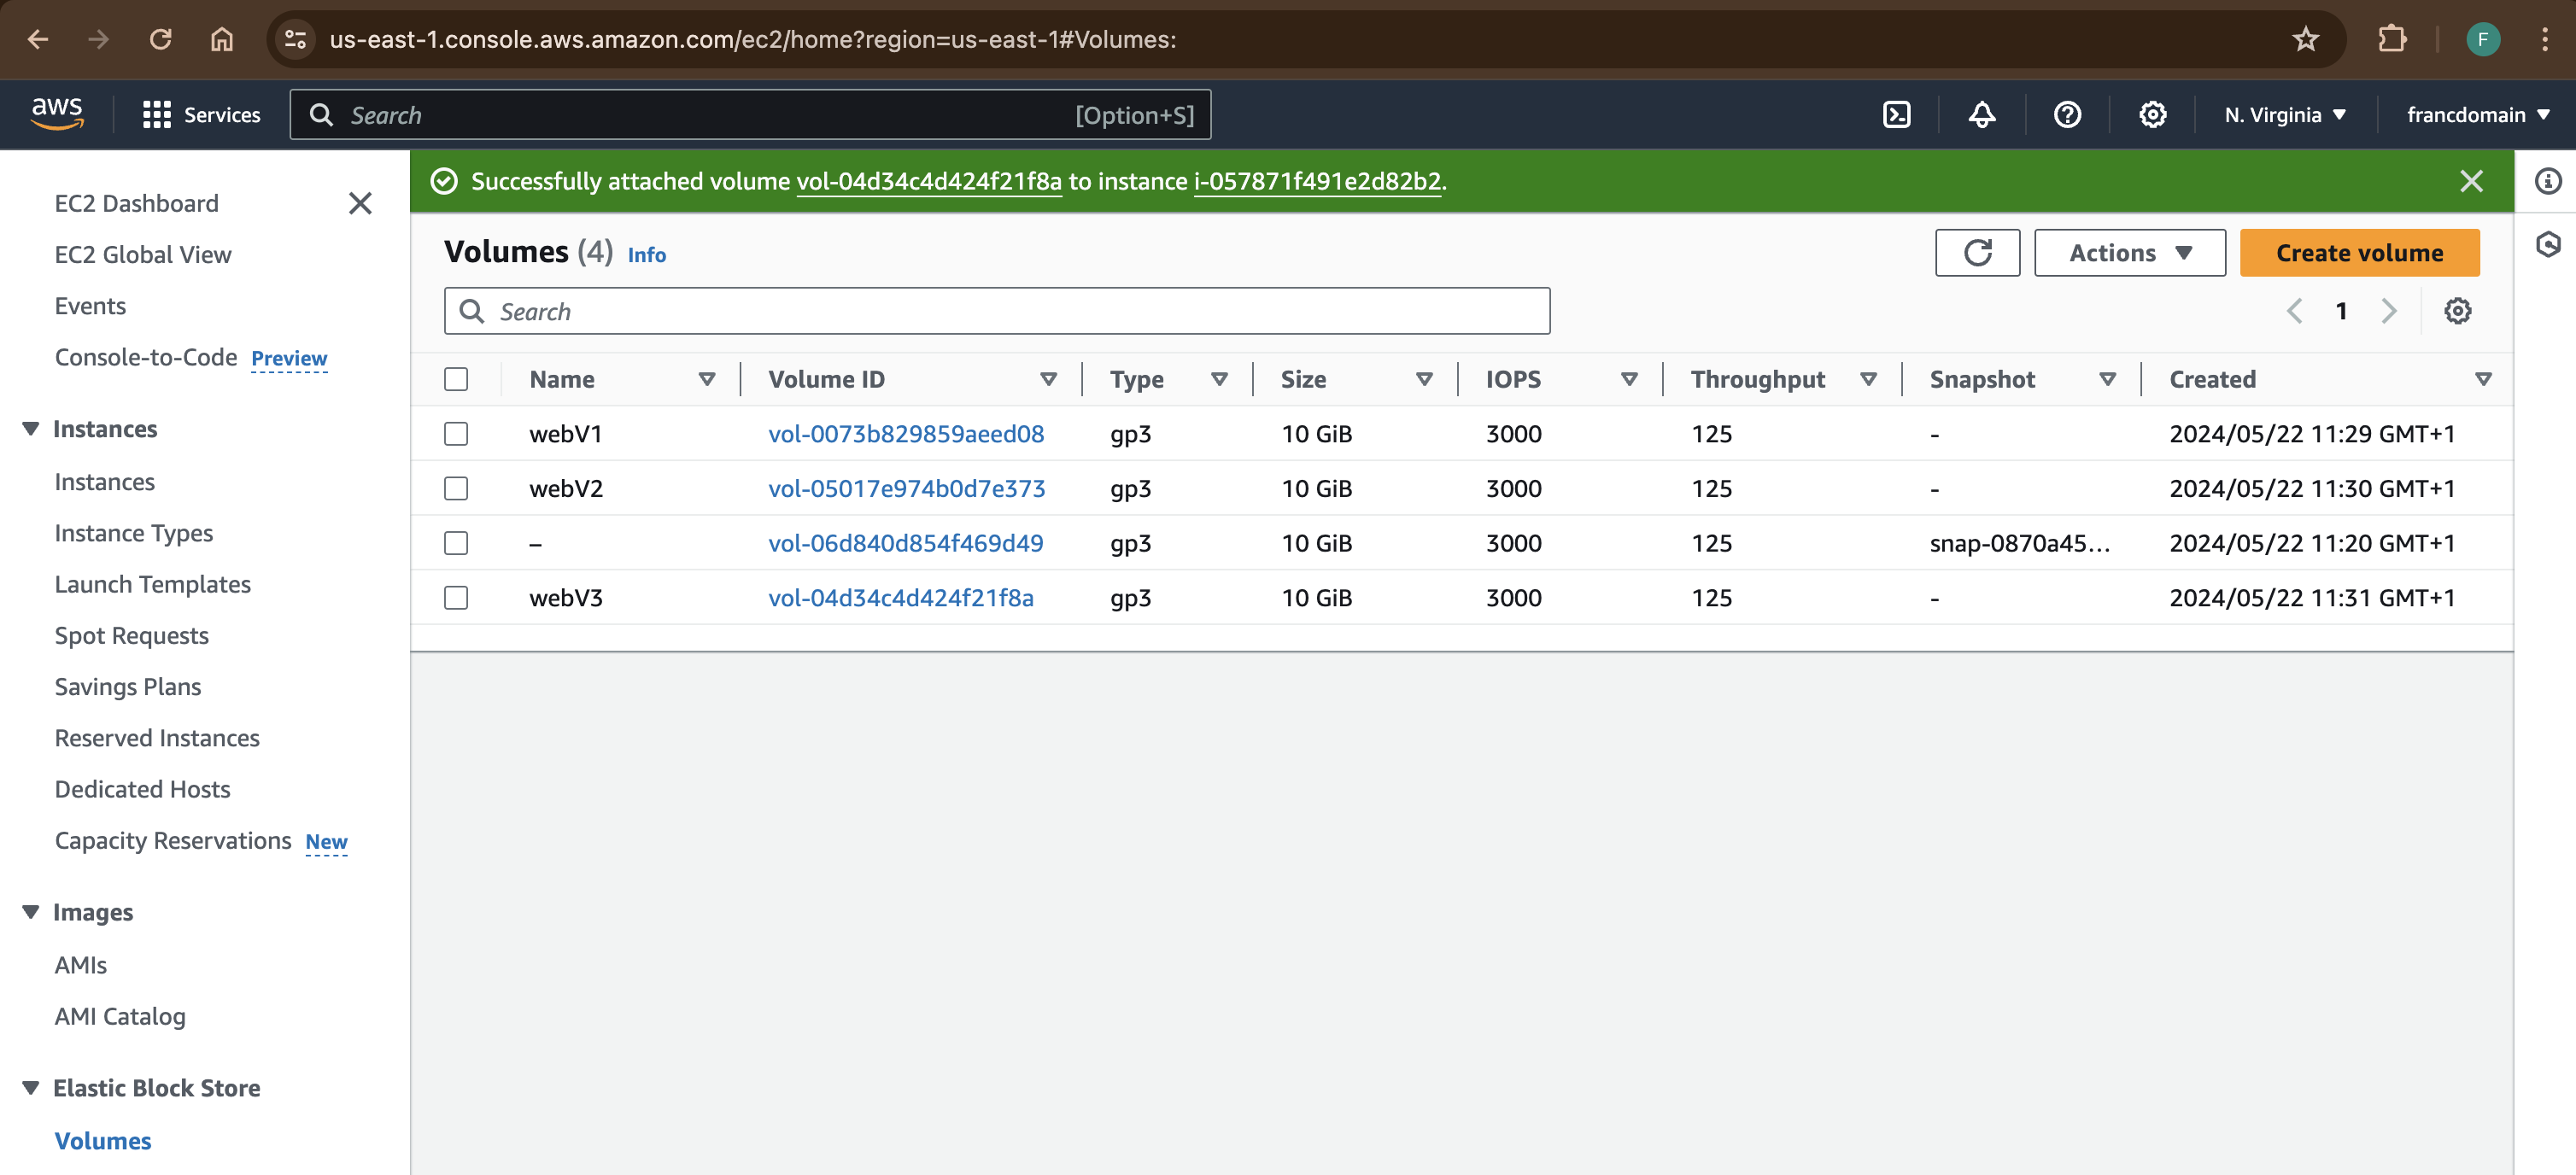 us-east-1.console.aws.amazon.com/ec2/home?region=us-east-1#Volumes:
F
aws
Services
Search
[Option+S]
N. Virginia
francdomain
EC2 Dashboard
EC2 Global View
Events
Console-to-Code Preview
Instances
Instances
Instance Types
Launch Templates
Spot Requests
Savings Plans
Reserved Instances
Dedicated Hosts
Capacity Reservations New
Images
AMIs
AMI Catalog
Elastic Block Store
Volumes
Successfully attached volume vol-04d34c4d424f21f8a to instance i-057871f491e2d82b2.
Volumes (4) Info
Actions
Create volume
Search
1
Name Volume ID Type Size IOPS Throughput Snapshot Created
webV1 vol-0073b829859aeed08 gp3 10 GiB 3000 125 - 2024/05/22 11:29 GMT+1
webV2 vol-05017e974b0d7e373 gp3 10 GiB 3000 125 - 2024/05/22 11:30 GMT+1
– vol-06d840d854f469d49 gp3 10 GiB 3000 125 snap-0870a45... 2024/05/22 11:20 GMT+1
webV3 vol-04d34c4d424f21f8a gp3 10 GiB 3000 125 - 2024/05/22 11:31 GMT+1